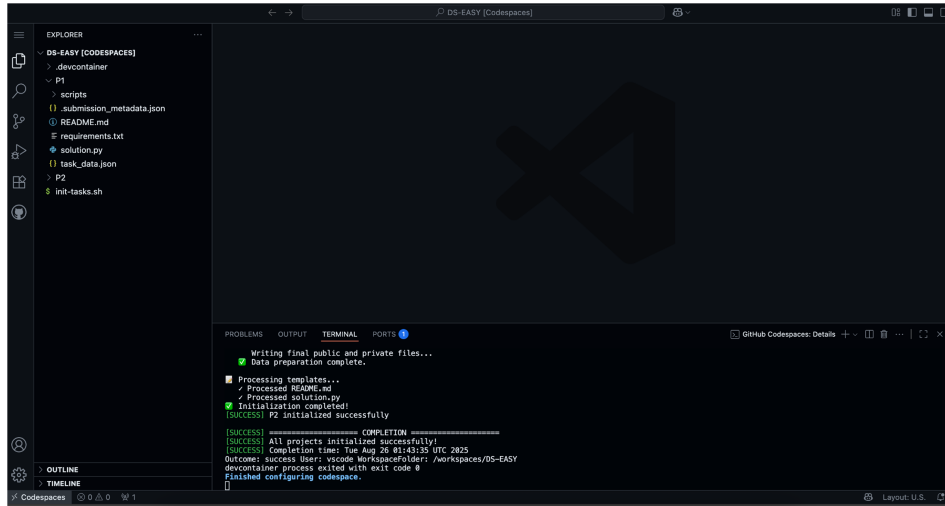 DS-EASY [Codespaces]
EXPLORER
DS-EASY [CODESPACES]
.devcontainer
P1
scripts
.submission_metadata.json
README.md
requirements.txt
solution.py
task_data.json
P2
init-tasks.sh
PROBLEMS OUTPUT TERMINAL PORTS 1
GitHub Codespaces: Details
Writing final public and private files...
✅ Data preparation complete.
📝 Processing templates...
✓ Processed README.md
✓ Processed solution.py
✅ Initialization completed!
[SUCCESS] P2 initialized successfully
[SUCCESS] ==================== COMPLETION ====================
[SUCCESS] All projects initialized successfully!
[SUCCESS] Completion time: Tue Aug 26 01:43:35 UTC 2025
Outcome: success User: vscode WorkspaceFolder: /workspaces/DS-EASY
devcontainer process exited with exit code 0
Finished configuring codespace.
OUTLINE
TIMELINE
Codespaces 0 0 1 Layout: U.S.